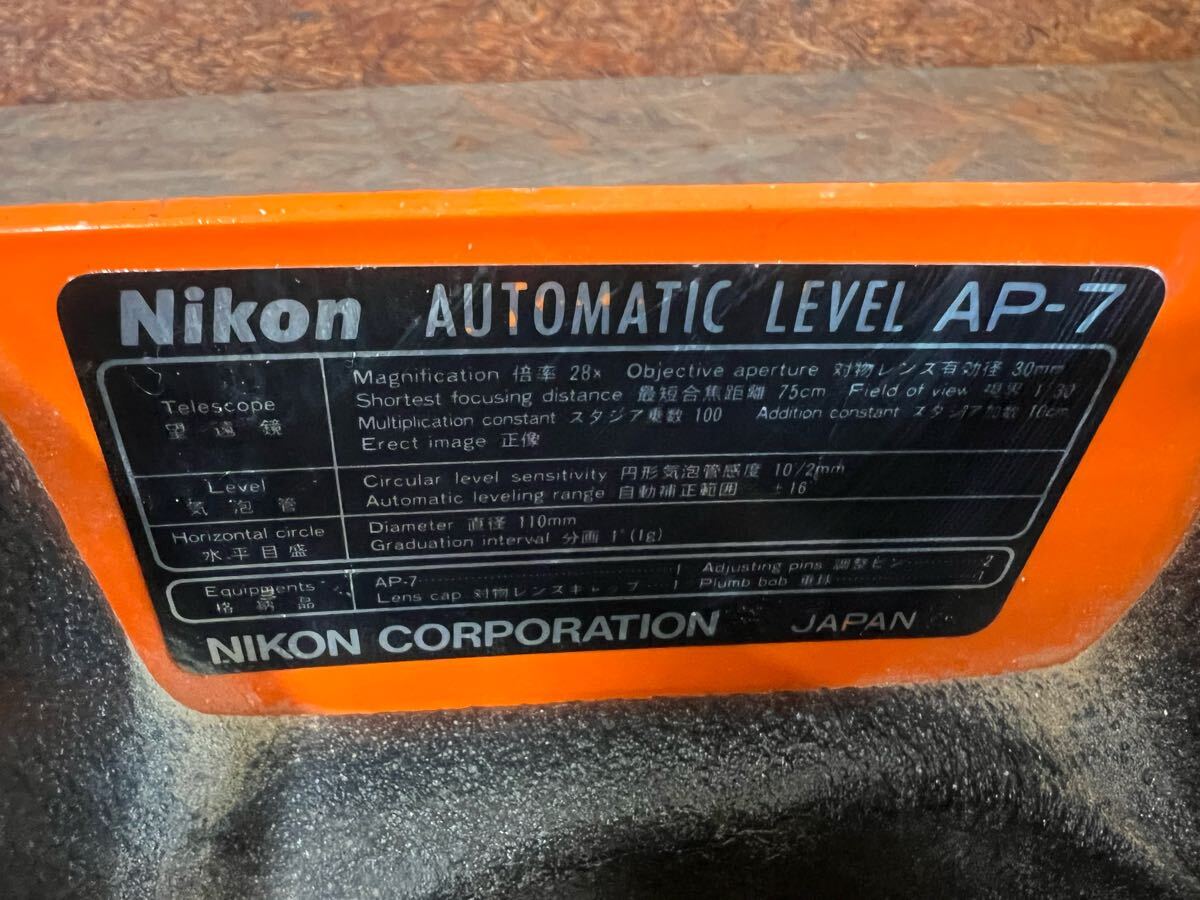 Nikon AUTOMATIC LEVEL AP-7
Telescope
望遠鏡
Magnification 倍率 28× Objective aperture 対物レンズ有効径 30mm
Shortest focusing distance 最短合焦距離 75cm Field of view 視界 1°30'
Multiplication constant スタジア乗数 100 Addition constant スタジア加数 10cm
Erect image 正像
Level
気泡管
Circular level sensitivity 円形気泡管感度 10'/2mm
Automatic leveling range 自動補正範囲 ±16'
Horizontal circle
水平目盛
Diameter 直径 110mm
Graduation interval 分画 1°(1g)
Equipments
格納品
AP-7 1 Adjusting pins 調整ピン 2
Lens cap 対物レンズキャップ 1 Plumb bob 垂球 1
NIKON CORPORATION JAPAN